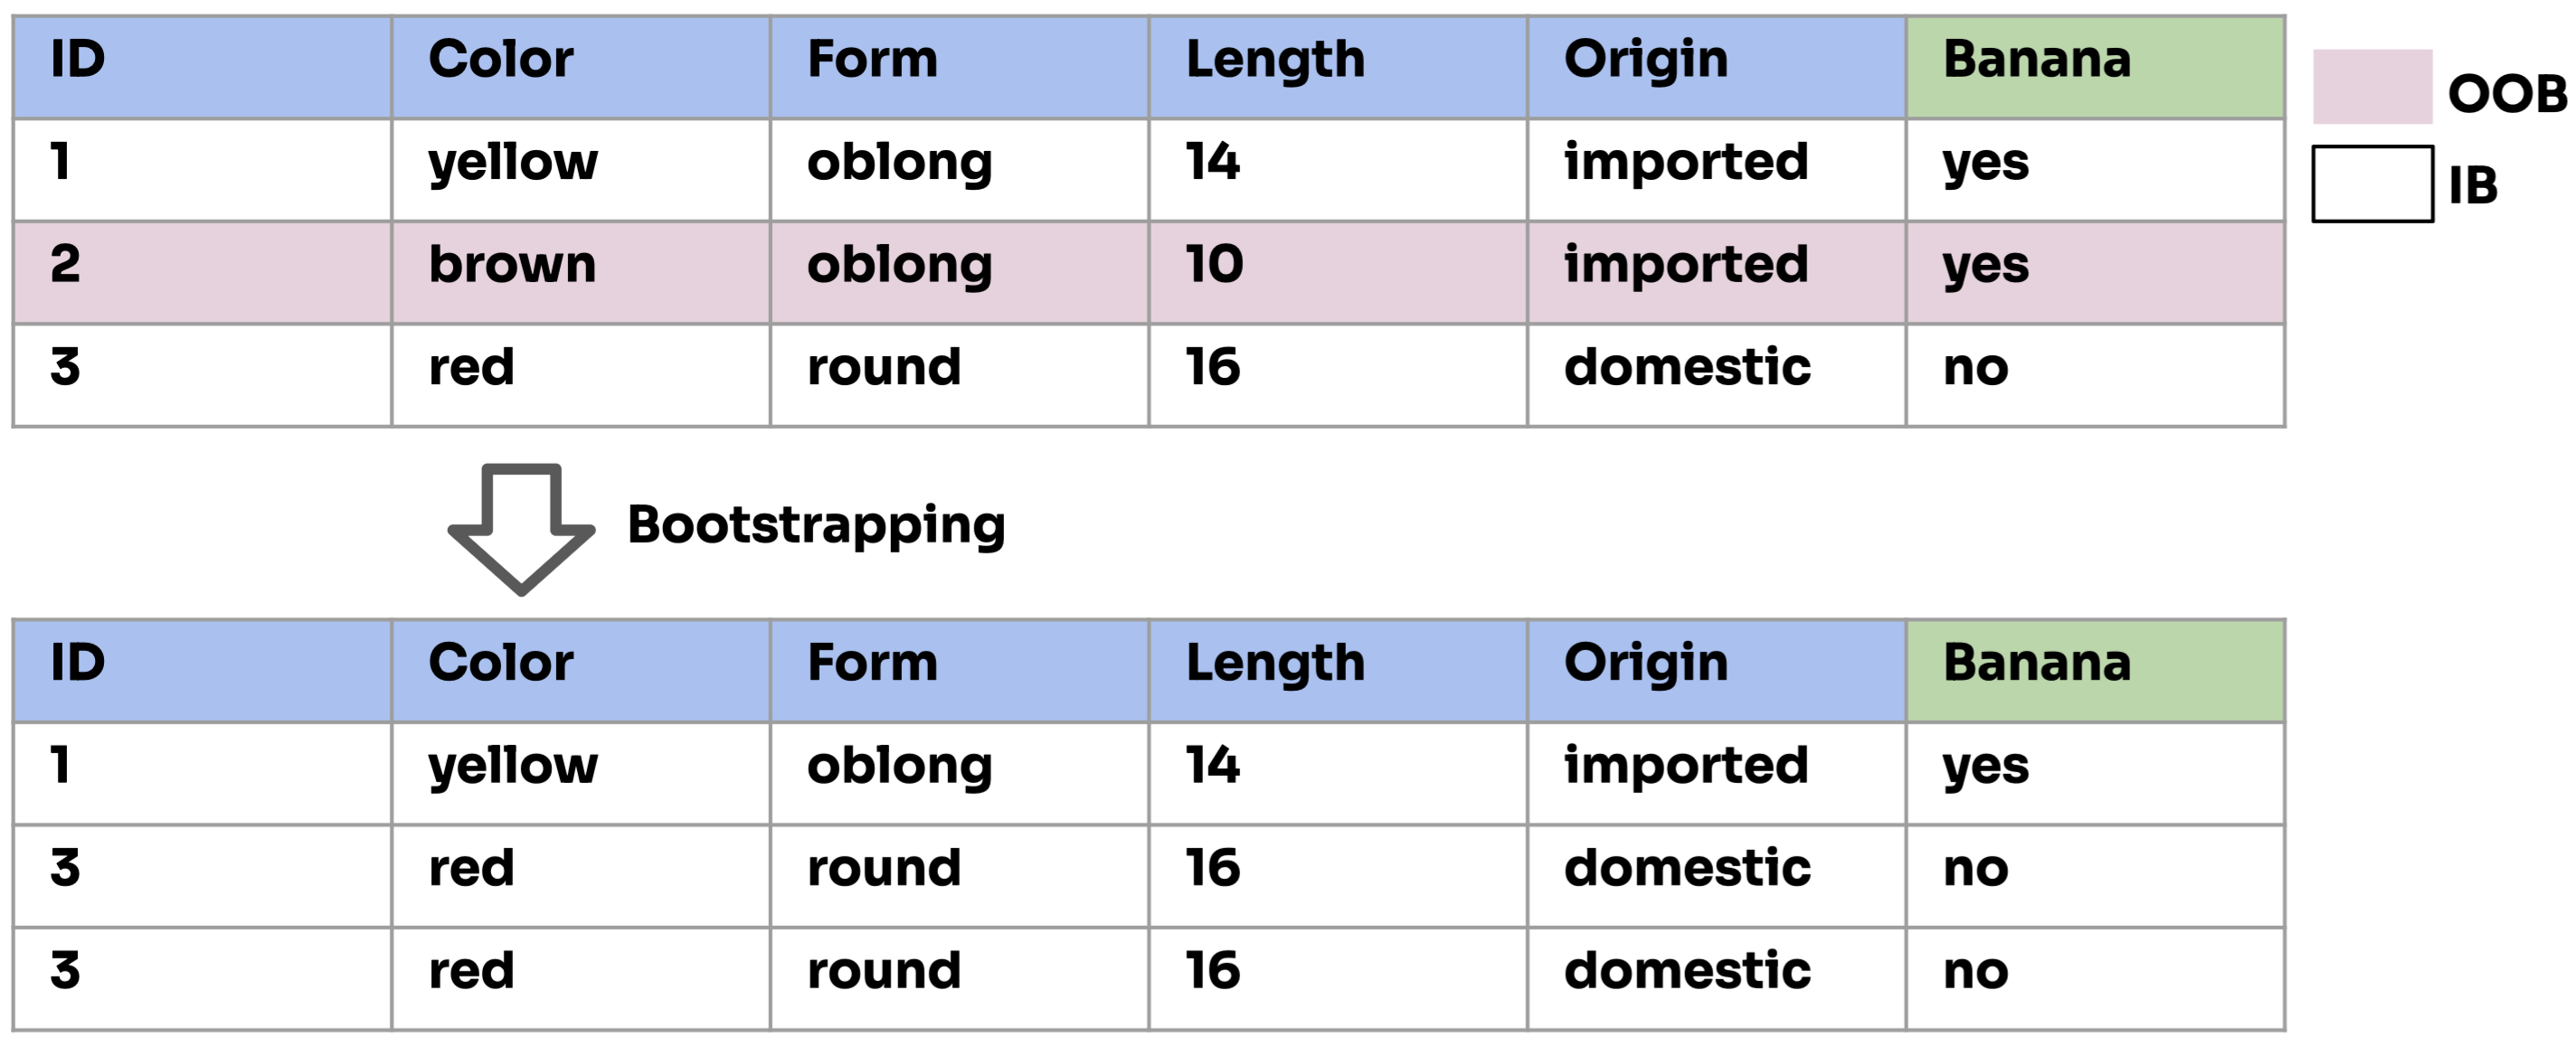 ID Color Form Length Origin Banana
1 yellow oblong 14 imported yes
2 brown oblong 10 imported yes
3 red round 16 domestic no
OOB
IB
Bootstrapping
ID Color Form Length Origin Banana
1 yellow oblong 14 imported yes
3 red round 16 domestic no
3 red round 16 domestic no